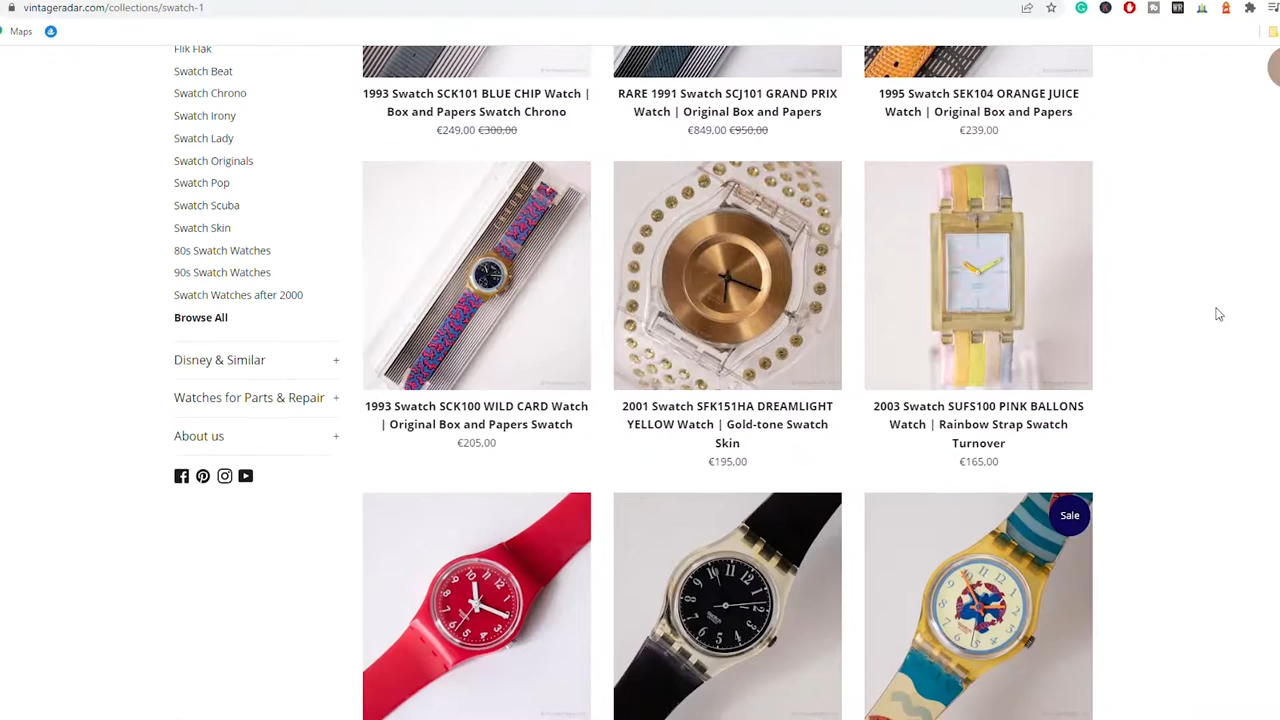 vintageradar.com/collections/swatch-1
Maps
Flik Flak
Swatch Beat
Swatch Chrono
Swatch Irony
Swatch Lady
Swatch Originals
Swatch Pop
Swatch Scuba
Swatch Skin
80s Swatch Watches
90s Swatch Watches
Swatch Watches after 2000
Browse All
Disney & Similar +
Watches for Parts & Repair +
About us +
1993 Swatch SCK101 BLUE CHIP Watch |
Box and Papers Swatch Chrono
€249,00 €300,00
RARE 1991 Swatch SCJ101 GRAND PRIX
Watch | Original Box and Papers
€849,00 €950,00
1995 Swatch SEK104 ORANGE JUICE
Watch | Original Box and Papers
€239,00
1993 Swatch SCK100 WILD CARD Watch
| Original Box and Papers Swatch
€205,00
2001 Swatch SFK151HA DREAMLIGHT
YELLOW Watch | Gold-tone Swatch
Skin
€195,00
2003 Swatch SUFS100 PINK BALLONS
Watch | Rainbow Strap Swatch
Turnover
€165,00
Sale